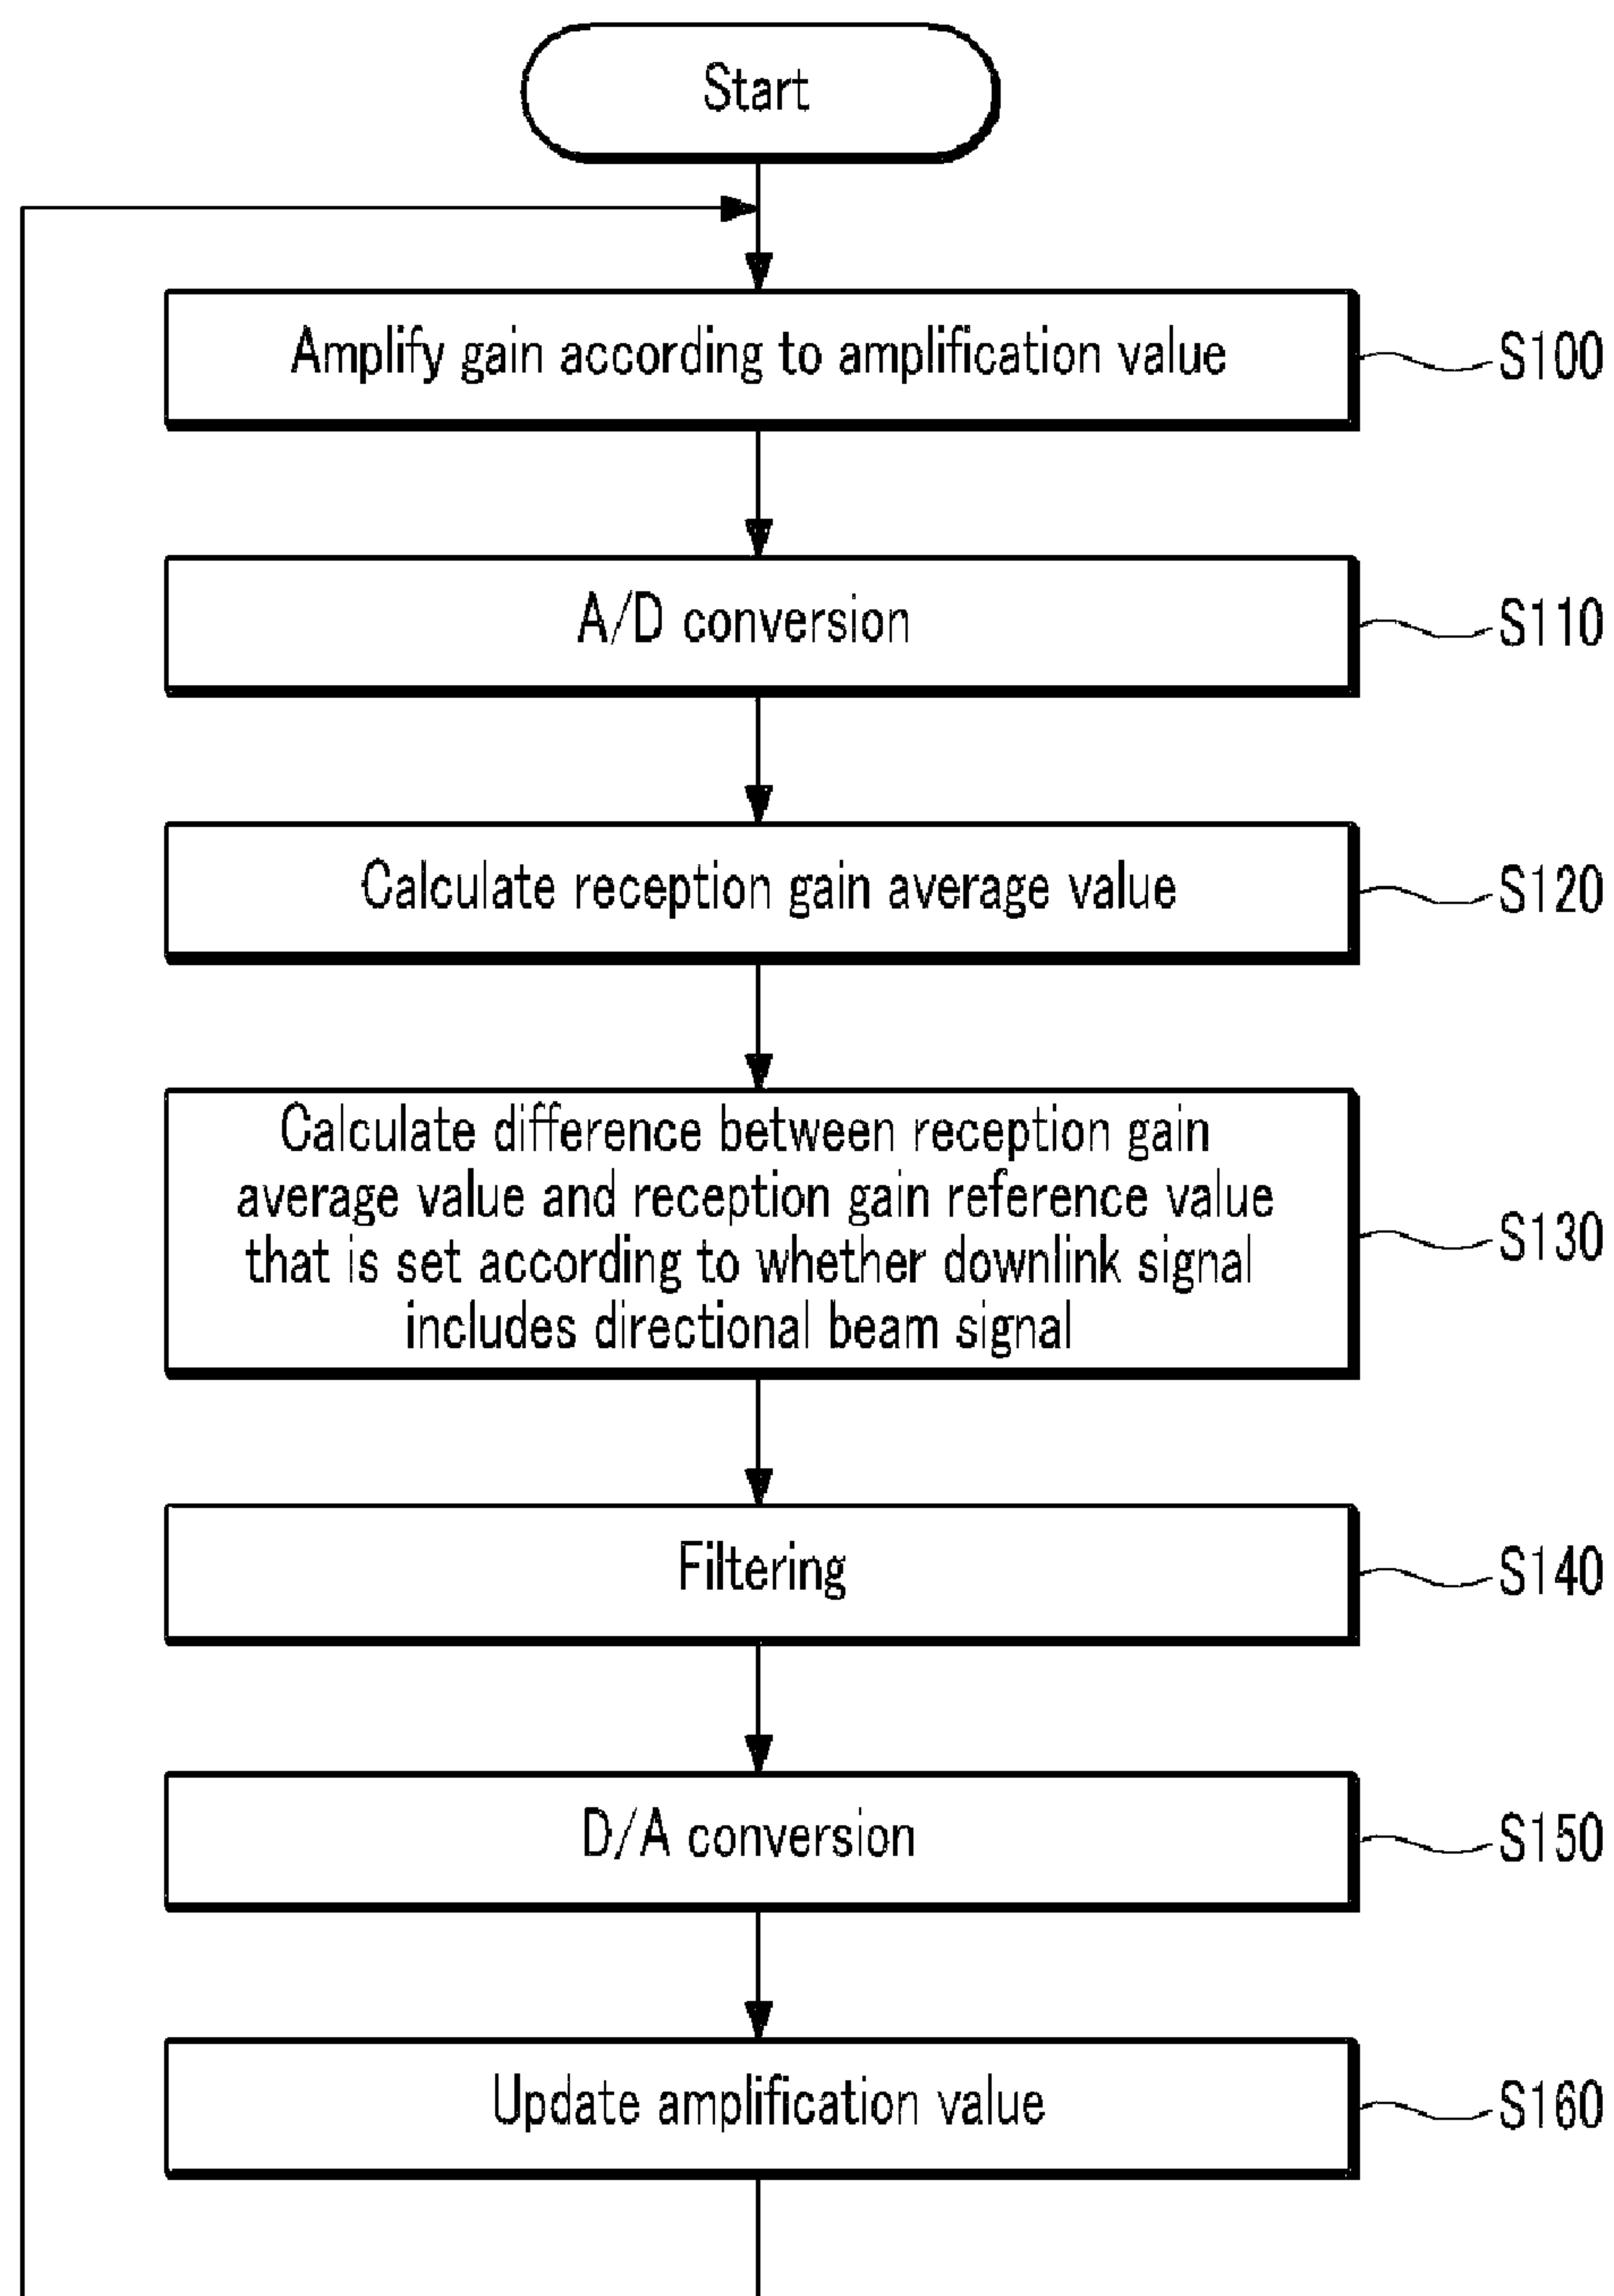 Start
Amplify gain according to amplification value
S100
A/D conversion
S110
Calculate reception gain average value
S120
Calculate difference between reception gain
average value and reception gain reference value
that is set according to whether downlink signal
includes directional beam signal
S130
Filtering
S140
D/A conversion
S150
Update amplification value
S160